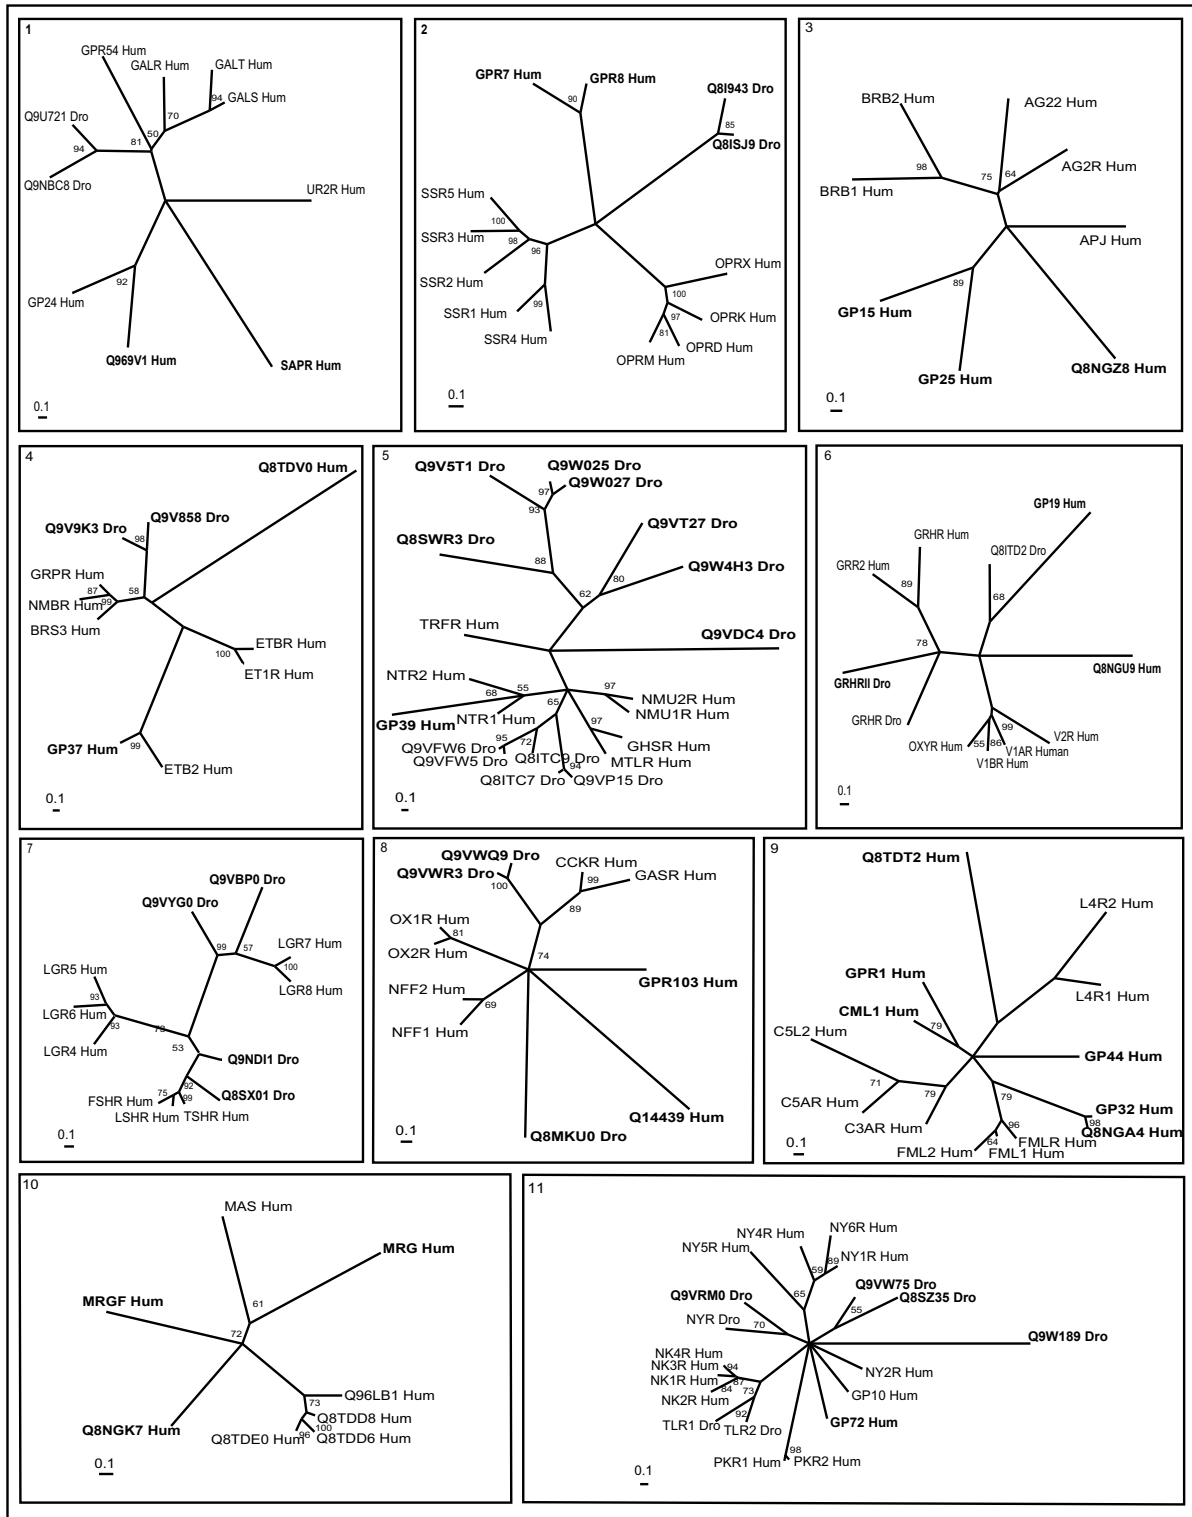 1
GPR54 Hum
GALR Hum
GALT Hum
94
GALS Hum
70
50
81
Q9U721 Dro
94
Q9NBC8 Dro
UR2R Hum
92
GP24 Hum
Q969V1 Hum
SAPR Hum
0.1
2
GPR7 Hum
90
GPR8 Hum
Q8I943 Dro
85
Q8ISJ9 Dro
SSR5 Hum
100
SSR3 Hum
98
96
SSR2 Hum
99
SSR1 Hum
SSR4 Hum
OPRX Hum
100
OPRK Hum
97
81
OPRD Hum
OPRM Hum
0.1
3
BRB2 Hum
AG22 Hum
98
75
64
AG2R Hum
BRB1 Hum
APJ Hum
89
GP15 Hum
GP25 Hum
Q8NGZ8 Hum
0.1
4
Q8TDV0 Hum
Q9V858 Dro
Q9V9K3 Dro
98
GRPR Hum
87
58
NMBR Hum
99
BRS3 Hum
ETBR Hum
100
ET1R Hum
GP37 Hum
99
ETB2 Hum
0.1
5
Q9V5T1 Dro
Q9W025 Dro
97
Q9W027 Dro
93
Q9VT27 Dro
Q8SWR3 Dro
88
80
Q9W4H3 Dro
62
TRFR Hum
Q9VDC4 Dro
NTR2 Hum
68
55
97
NMU2R Hum
NMU1R Hum
65
GP39 Hum
NTR1 Hum
97
GHSR Hum
Q9VFW6 Dro
95
72
Q9VFW5 Dro
Q8ITC9 Dro
MTLR Hum
94
Q8ITC7 Dro
Q9VP15 Dro
0.1
6
GP19 Hum
GRHR Hum
Q8ITD2 Dro
GRR2 Hum
89
68
78
Q8NGU9 Hum
GRHRII Dro
GRHR Dro
99
OXYR Hum
55
86
V2R Hum
V1AR Human
V1BR Hum
0.1
7
Q9VBP0 Dro
Q9VYG0 Dro
99
57
LGR7 Hum
100
LGR8 Hum
LGR5 Hum
93
LGR6 Hum
93
73
LGR4 Hum
53
Q9NDI1 Dro
92
75
99
Q8SX01 Dro
FSHR Hum
LSHR Hum
TSHR Hum
0.1
8
Q9VWQ9 Dro
Q9VWR3 Dro
100
CCKR Hum
99
GASR Hum
89
OX1R Hum
81
OX2R Hum
74
GPR103 Hum
NFF2 Hum
69
NFF1 Hum
Q14439 Hum
Q8MKU0 Dro
0.1
9
Q8TDT2 Hum
L4R2 Hum
GPR1 Hum
L4R1 Hum
CML1 Hum
79
C5L2 Hum
GP44 Hum
71
79
79
C5AR Hum
C3AR Hum
GP32 Hum
98
Q8NGA4 Hum
96
FMLR Hum
64
FML2 Hum
FML1 Hum
0.1
10
MAS Hum
MRG Hum
MRGF Hum
61
72
Q96LB1 Hum
73
Q8NGK7 Hum
Q8TDD8 Hum
100
96
Q8TDE0 Hum
Q8TDD6 Hum
0.1
11
NY6R Hum
NY4R Hum
NY5R Hum
NY1R Hum
89
59
65
Q9VW75 Dro
Q9VRM0 Dro
55
Q8SZ35 Dro
70
NYR Dro
Q9W189 Dro
NK4R Hum
94
NK3R Hum
NK1R Hum
87
84
73
NK2R Hum
NY2R Hum
GP10 Hum
92
TLR1 Dro
TLR2 Dro
GP72 Hum
98
PKR1 Hum
PKR2 Hum
0.1